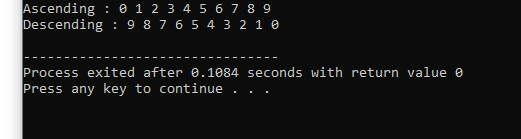 Ascending : 0 1 2 3 4 5 6 7 8 9
Descending : 9 8 7 6 5 4 3 2 1 0
--------------------------------
Process exited after 0.1084 seconds with return value 0
Press any key to continue . . .